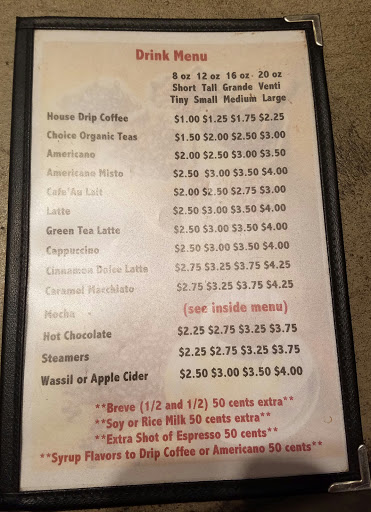 Drink Menu
8 oz 12 oz 16 oz - 20 oz
Short Tall Grande Venti
Tiny Small Medium Large
House Drip Coffee $1.00 $1.25 $1.75 $2.25
Choice Organic Teas $1.50 $2.00 $2.50 $3.00
Americano $2.00 $2.50 $3.00 $3.50
Americano Misto $2.50 $3.00 $3.50 $4.00
Cafe'Au Lait $2.00 $2.50 $2.75 $3.00
Latte $2.50 $3.00 $3.50 $4.00
Green Tea Latte $2.50 $3.00 $3.50 $4.00
Cappuccino $2.50 $3.00 $3.50 $4.00
Cinnamon Dolce Latte $2.75 $3.25 $3.75 $4.25
Caramel Macchiato $2.75 $3.25 $3.75 $4.25
Mocha (see inside menu)
Hot Chocolate $2.25 $2.75 $3.25 $3.75
Steamers $2.25 $2.75 $3.25 $3.75
Wassil or Apple Cider $2.50 $3.00 $3.50 $4.00
**Breve (1/2 and 1/2) 50 cents extra**
**Soy or Rice Milk 50 cents extra**
**Extra Shot of Espresso 50 cents**
**Syrup Flavors to Drip Coffee or Americano 50 cents**